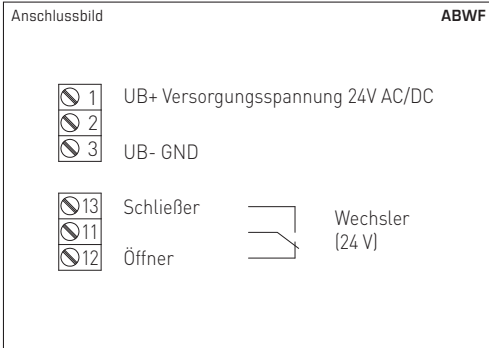 Anschlussbild ABWF
1 UB+ Versorgungsspannung 24V AC/DC
2
3 UB- GND
13 Schließer
11
12 Öffner
Wechsler
(24 V)